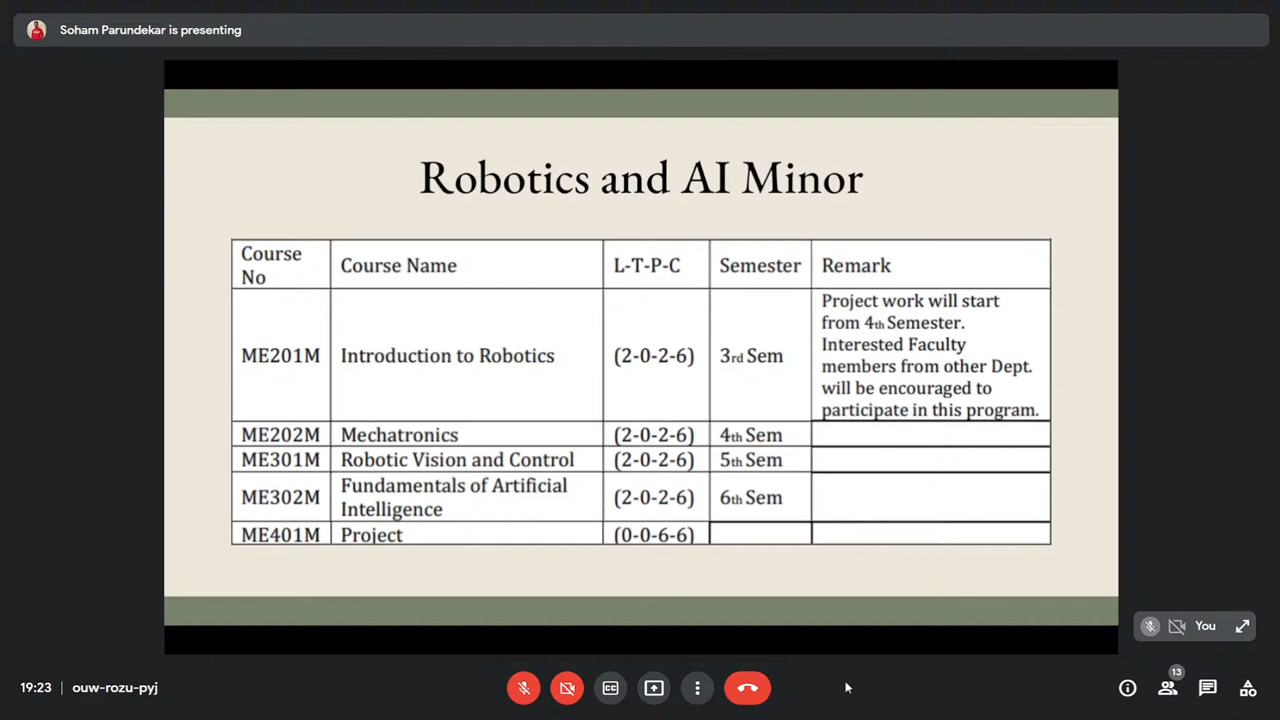 Soham Parundekar is presenting
Robotics and AI Minor
Course No
Course Name
L-T-P-C
Semester
Remark
ME201M
Introduction to Robotics
(2-0-2-6)
3rd Sem
Project work will start
from 4th Semester.
Interested Faculty
members from other Dept.
will be encouraged to
participate in this program.
ME202M
Mechatronics
(2-0-2-6)
4th Sem
ME301M
Robotic Vision and Control
(2-0-2-6)
5th Sem
ME302M
Fundamentals of Artificial
Intelligence
(2-0-2-6)
6th Sem
ME401M
Project
(0-0-6-6)
You
19:23
ouw-rozu-pyj
CC
13